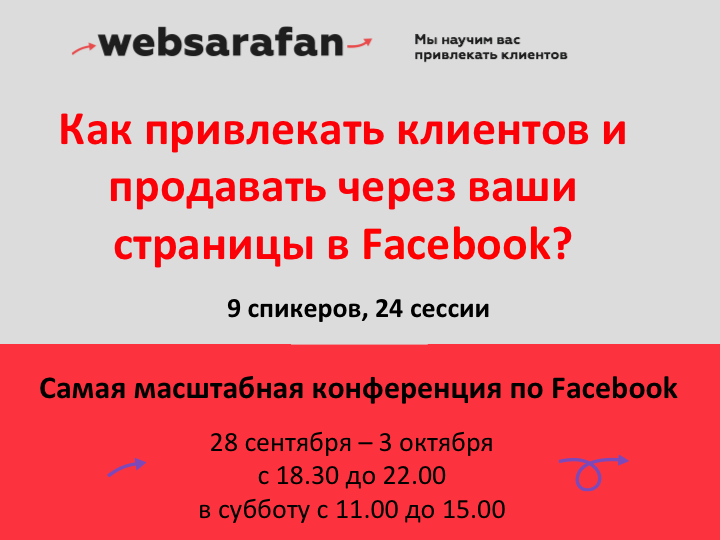 websarafan
Мы научим вас
привлекать клиентов
Как привлекать клиентов и
продавать через ваши
страницы в Facebook?
9 спикеров, 24 сессии
Самая масштабная конференция по Facebook
28 сентября – 3 октября
с 18.30 до 22.00
в субботу с 11.00 до 15.00